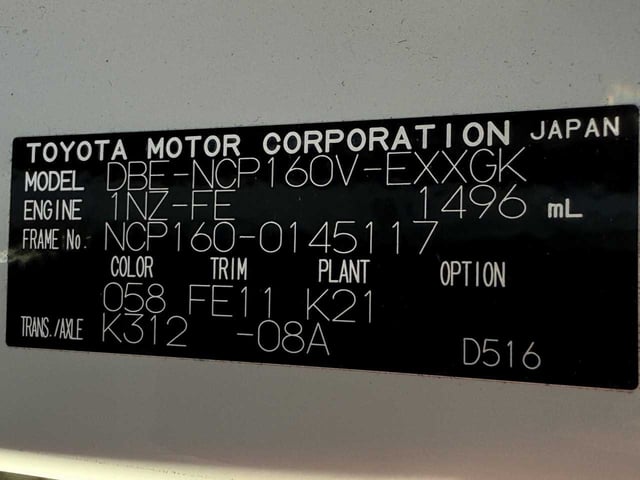 TOYOTA MOTOR CORPORATION JAPAN
MODEL DBE-NCP160V-EXXGK
ENGINE 1NZ-FE 1496 mL
FRAME No. NCP160-0145117
COLOR TRIM PLANT OPTION
058 FE11 K21
TRANS./AXLE K312 -08A
D516